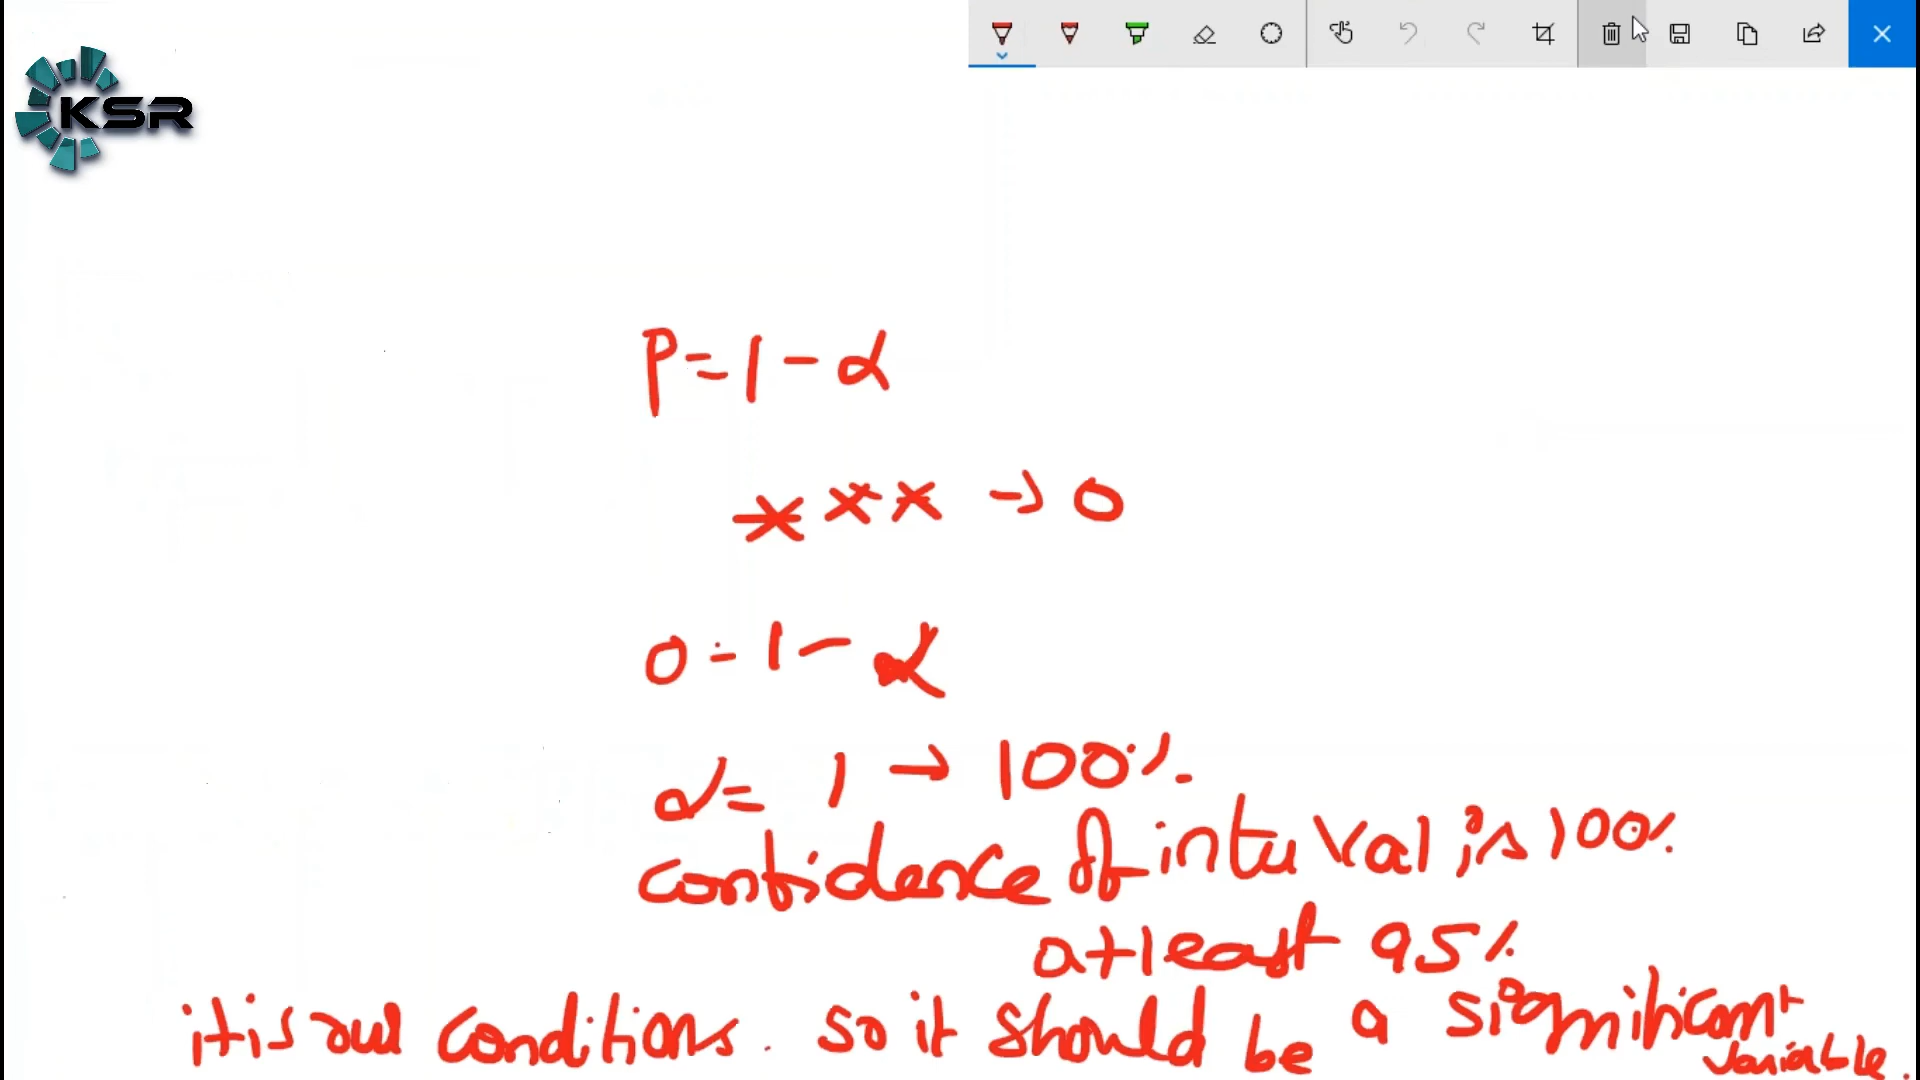 KSR
P = 1 - α
*** → 0
0 = 1 - α
α = 1 → 100%
confidence of interval is 100%
atleast 95%
it is our conditions. so it should be a significant
variable.